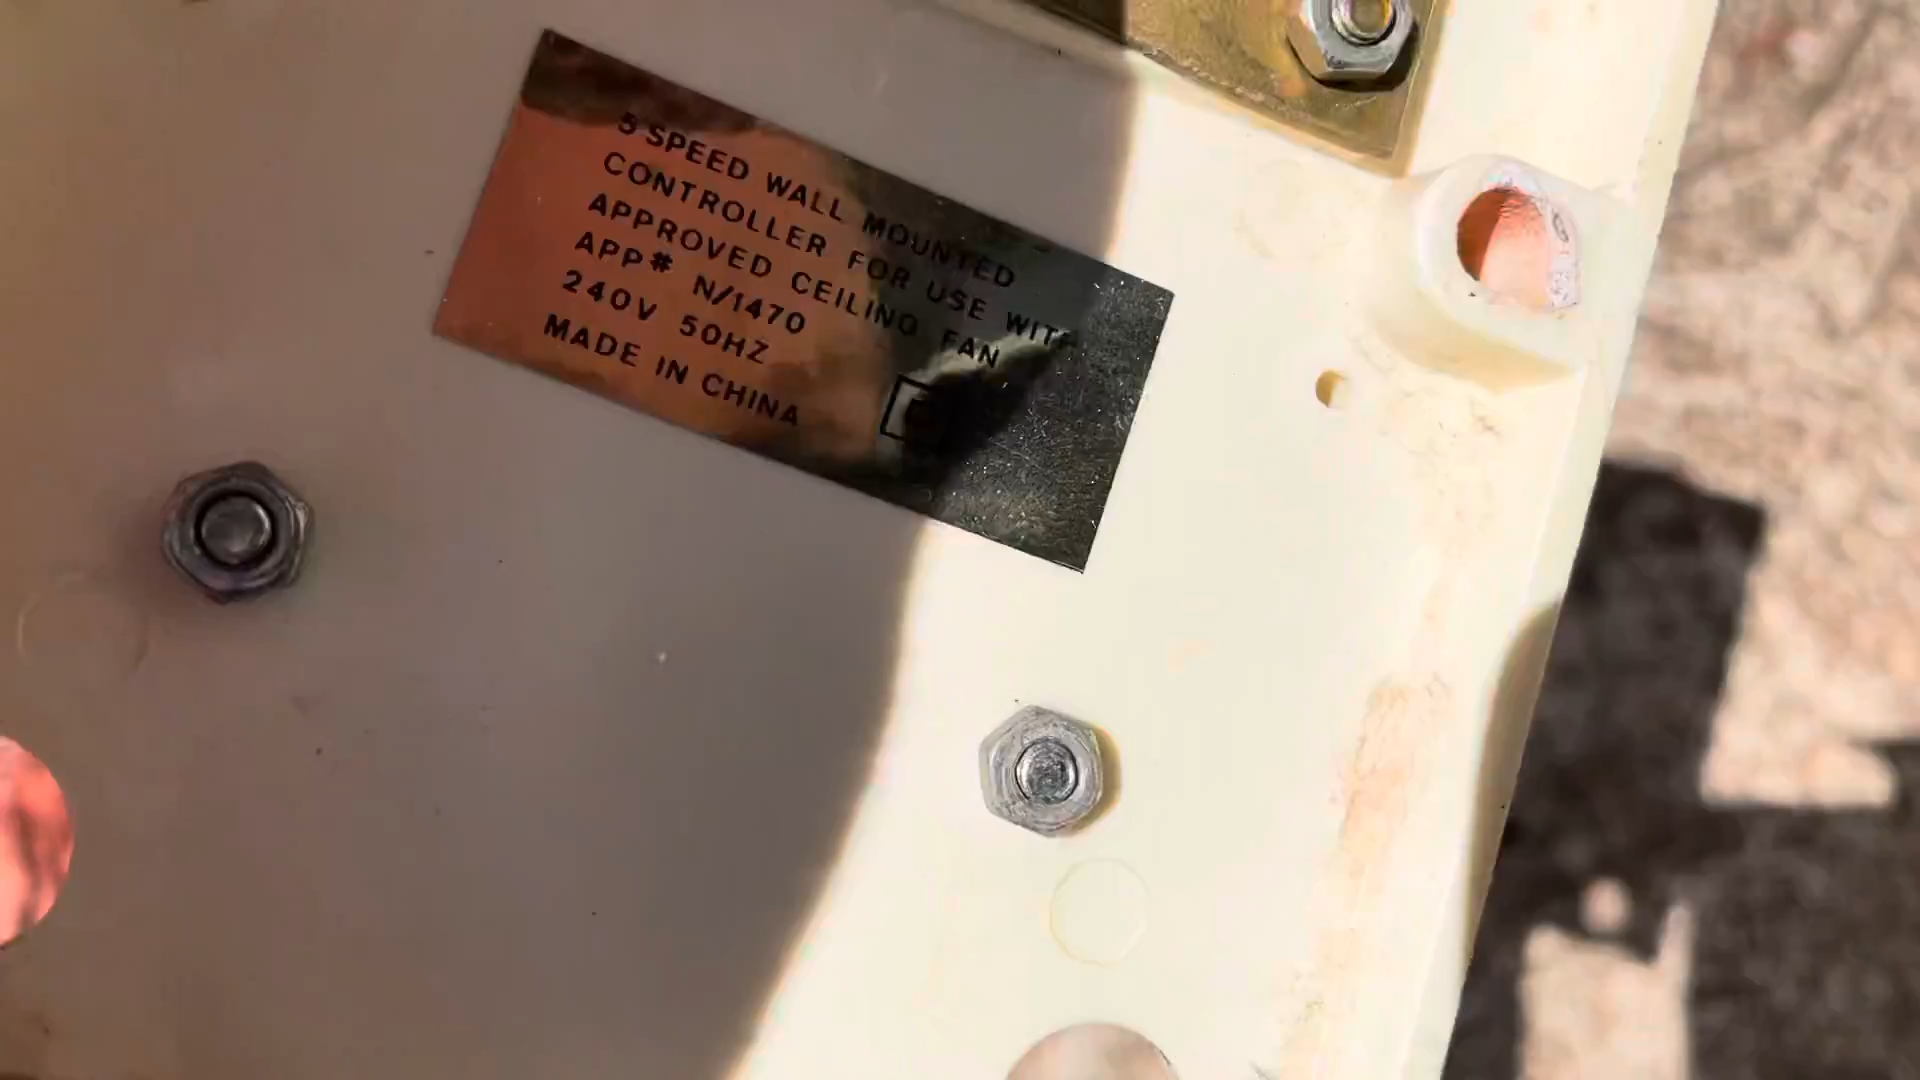 5 SPEED WALL MOUNTED
CONTROLLER FOR USE WITH
APPROVED CEILING FAN
APP# N/1470
240V 50HZ
MADE IN CHINA